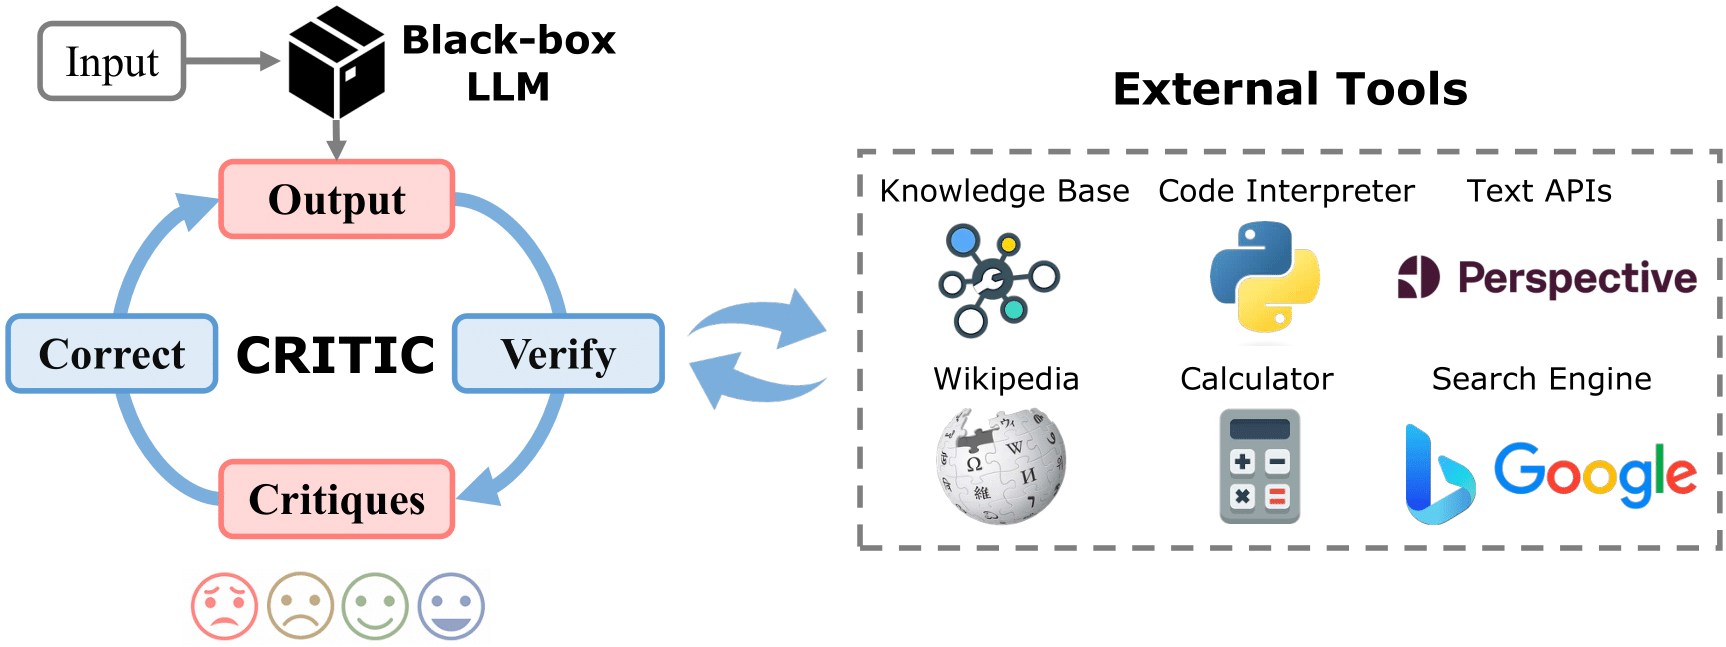 Input
Black-box
LLM
Output
Correct
CRITIC
Verify
Critiques
External Tools
Knowledge Base
Code Interpreter
Text APIs
Perspective
Wikipedia
Calculator
Search Engine
Ω
W
И
維
Google